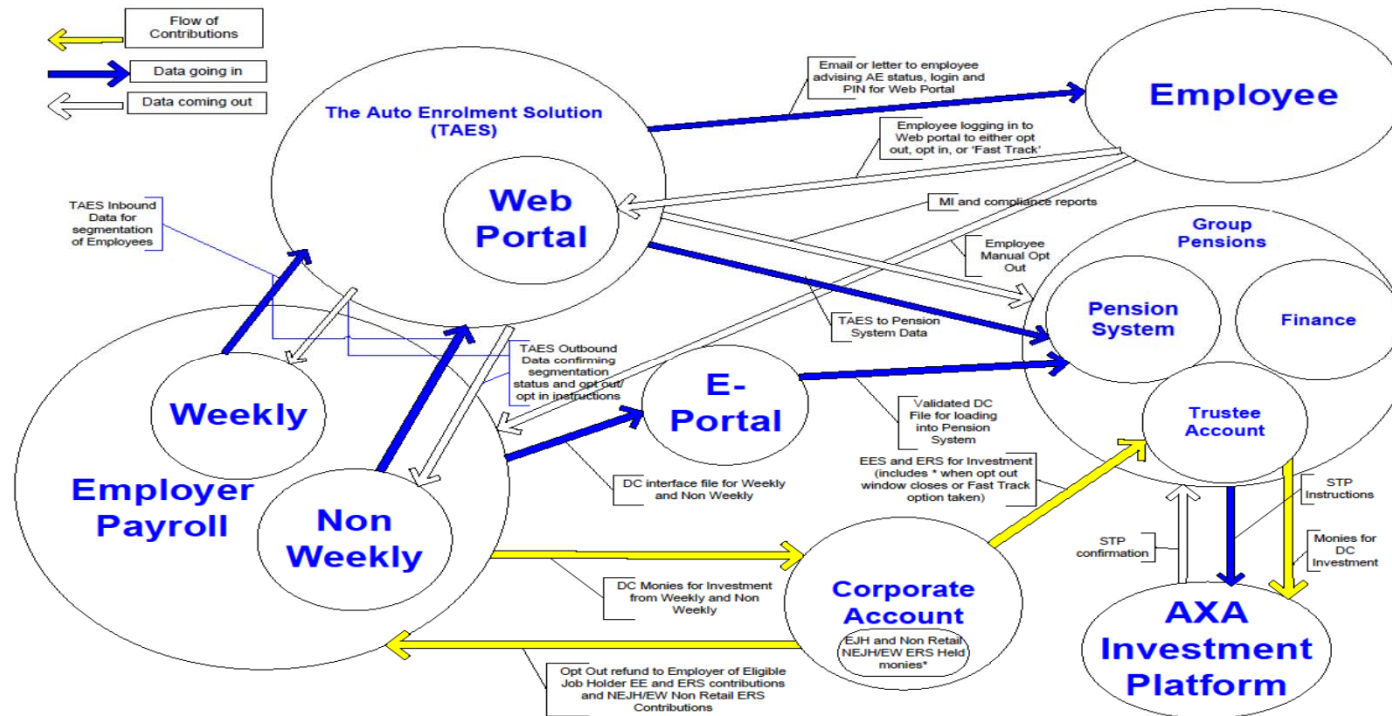 Flow of
Contributions
Data going in
Data coming out
The Auto Enrolment Solution
(TAES)
Web
Portal
Email or letter to employee
advising AE status, login and
PIN for Web Portal
Employee
Employee logging in to
Web portal to either opt
out, opt in, or 'Fast Track'
TAES Inbound
Data for
segmentation
of Employees
MI and compliance reports
Employee
Manual Opt
Out
Group
Pensions
Pension
System
Finance
TAES to Pension
System Data
TAES Outbound
Data confirming
segmentation
status and opt out/
opt in instructions
Weekly
E-
Portal
Trustee
Account
Validated DC
File for loading
into Pension
System
Employer
Payroll
Non
Weekly
DC interface file for Weekly
and Non Weekly
EES and ERS for Investment
(includes * when opt out
window closes or Fast Track
option taken)
STP
Instructions
STP
confirmation
Monies for
DC
Investment
DC Monies for Investment
from Weekly and Non
Weekly
Corporate
Account
EJH and Non Retail
NEJH/EW ERS Held
monies*
AXA
Investment
Platform
Opt Out refund to Employer of Eligible
Job Holder EE and ERS contributions
and NEJH/EW Non Retail ERS
Contributions